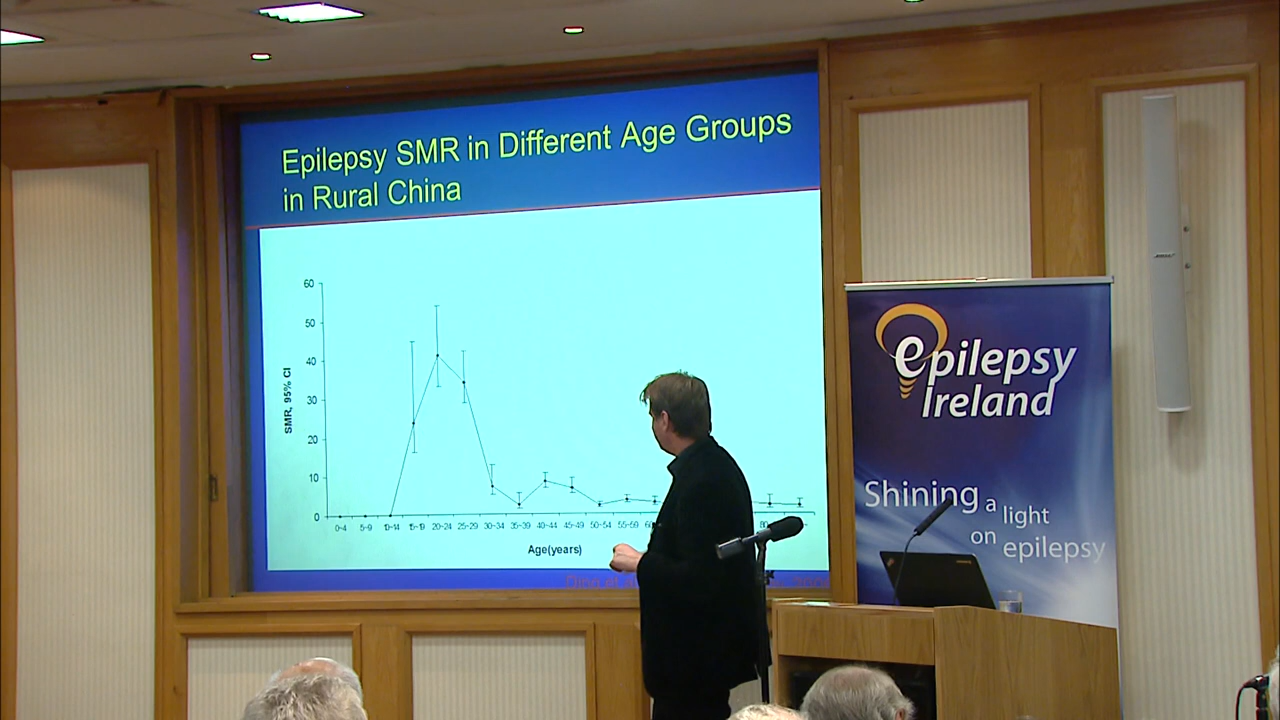 Epilepsy SMR in Different Age Groups
in Rural China
60
50
40
30
20
10
0
SMR, 95% CI
0-4 5-9 10-14 15-19 20-24 25-29 30-34 35-39 40-44 45-49 50-54 55-59
Age(years)
epilepsy
Ireland
Shining a
light
on
epilepsy
BOSE